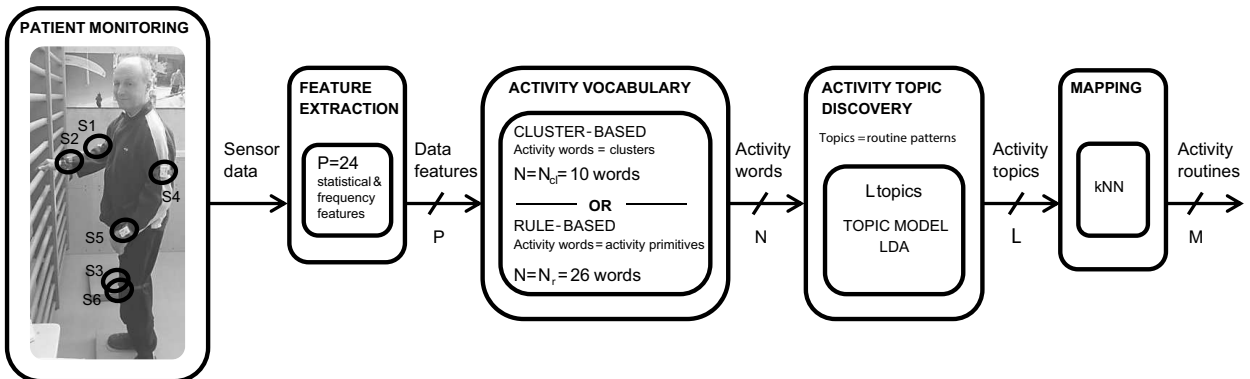 PATIENT MONITORING
S1
S2
S4
S5
S3
S6
Sensor
data
FEATURE
EXTRACTION
P=24
statistical &
frequency
features
Data
features
P
ACTIVITY VOCABULARY
CLUSTER-BASED
Activity words = clusters
N=Ncl= 10 words
OR
RULE-BASED
Activity words = activity primitives
N=Nr= 26 words
Activity
words
N
ACTIVITY TOPIC
DISCOVERY
Topics = routine patterns
L topics
TOPIC MODEL
LDA
Activity
topics
L
MAPPING
kNN
Activity
routines
M